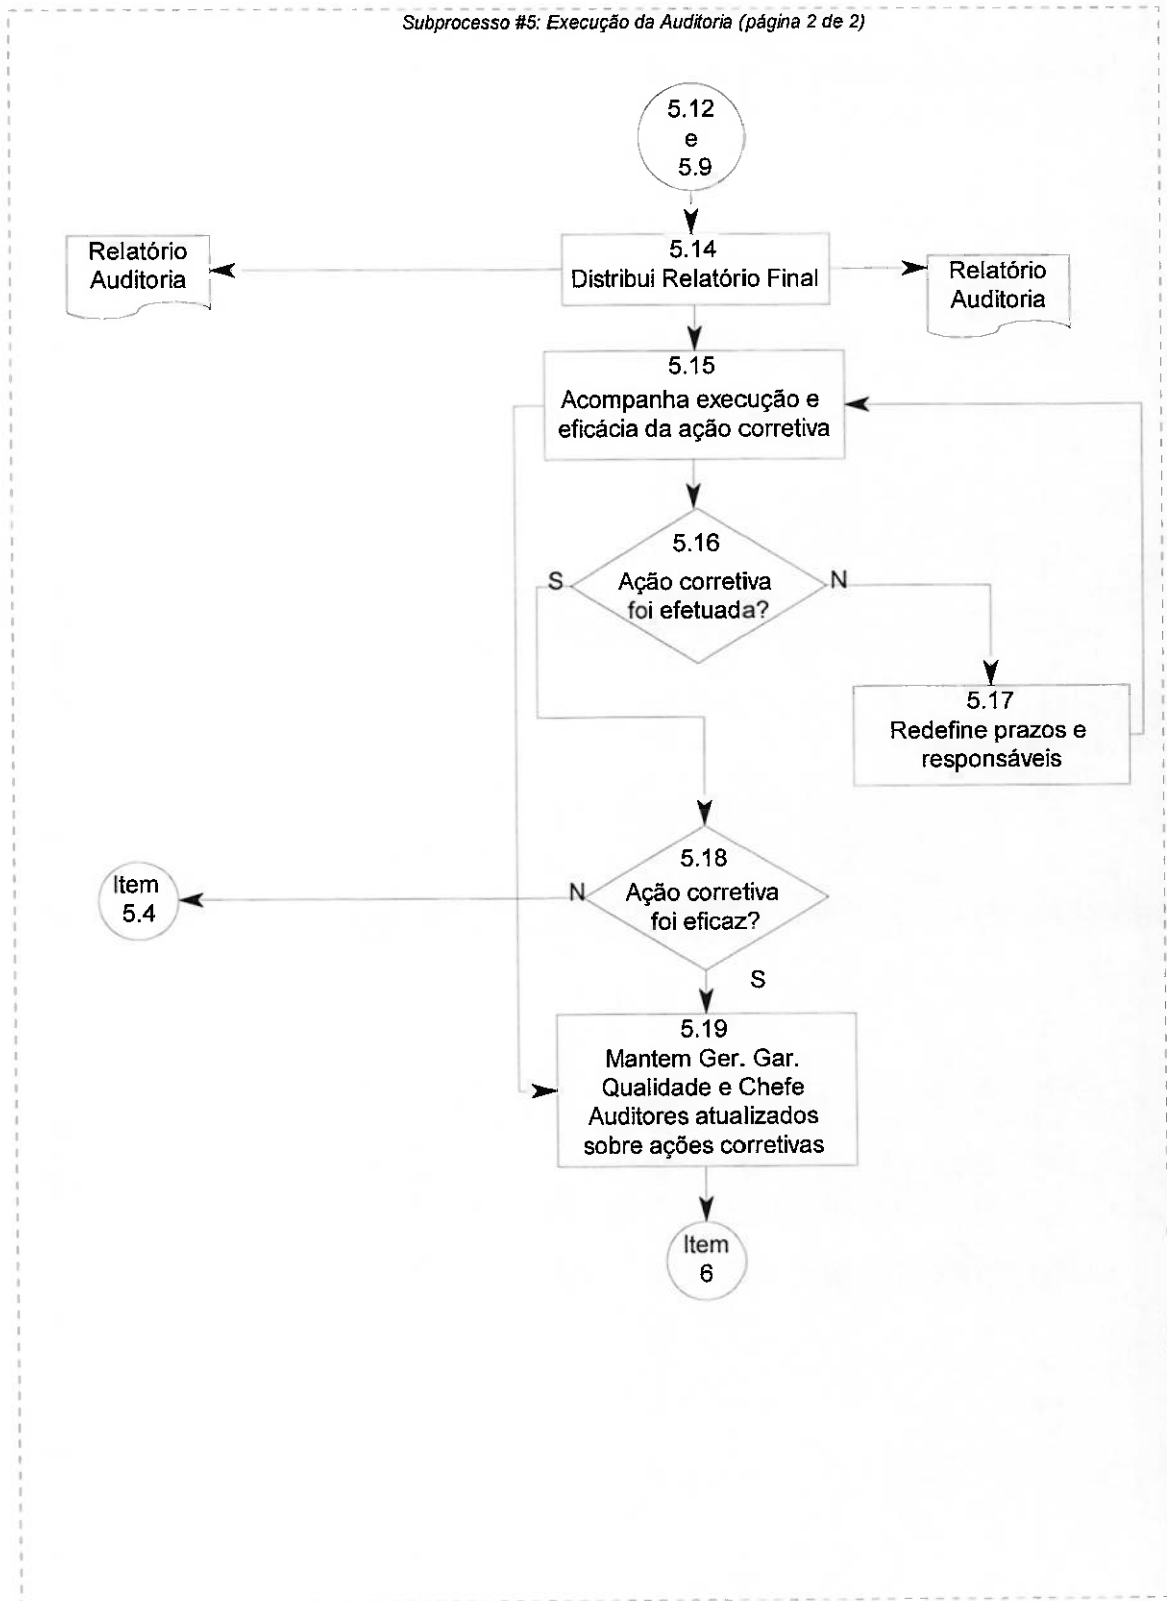 Subprocesso #5: Execução da Auditoria (página 2 de 2)
5.12
e
5.9
Relatório
Auditoria
5.14
Distribui Relatório Final
Relatório
Auditoria
5.15
Acompanha execução e
eficácia da ação corretiva
5.16
S
Ação corretiva
foi efetuada?
N
5.17
Redefine prazos e
responsáveis
Item
5.4
5.18
N
Ação corretiva
foi eficaz?
S
5.19
Mantem Ger. Gar.
Qualidade e Chefe
Auditores atualizados
sobre ações corretivas
Item
6